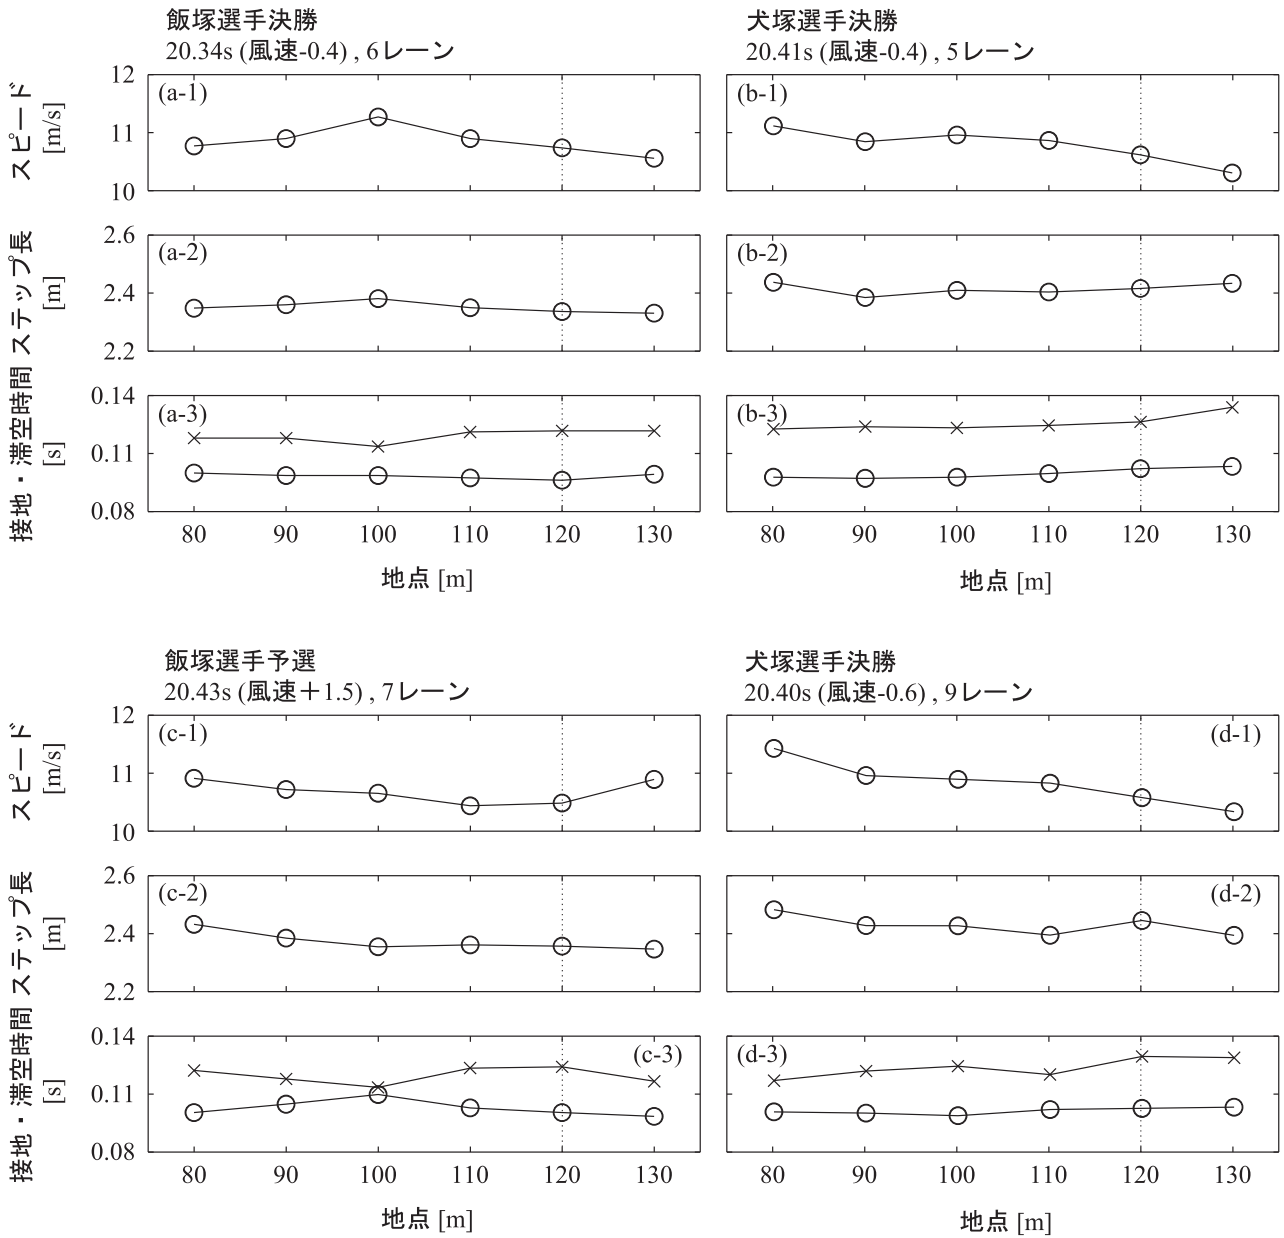 飯塚選手決勝
20.34s (風速-0.4) , 6レーン
犬塚選手決勝
20.41s (風速-0.4) , 5レーン
スピード
[m/s]
12
11
10
(a-1)
(b-1)
ステップ長
[m]
2.6
2.4
2.2
(a-2)
(b-2)
接地・滞空時間
[s]
0.14
0.11
0.08
(a-3)
(b-3)
80 90 100 110 120 130
80 90 100 110 120 130
地点 [m]
地点 [m]
飯塚選手予選
20.43s (風速＋1.5) , 7レーン
犬塚選手決勝
20.40s (風速-0.6) , 9レーン
スピード
[m/s]
12
11
10
(c-1)
(d-1)
ステップ長
[m]
2.6
2.4
2.2
(c-2)
(d-2)
接地・滞空時間
[s]
0.14
0.11
0.08
(c-3)
(d-3)
80 90 100 110 120 130
80 90 100 110 120 130
地点 [m]
地点 [m]